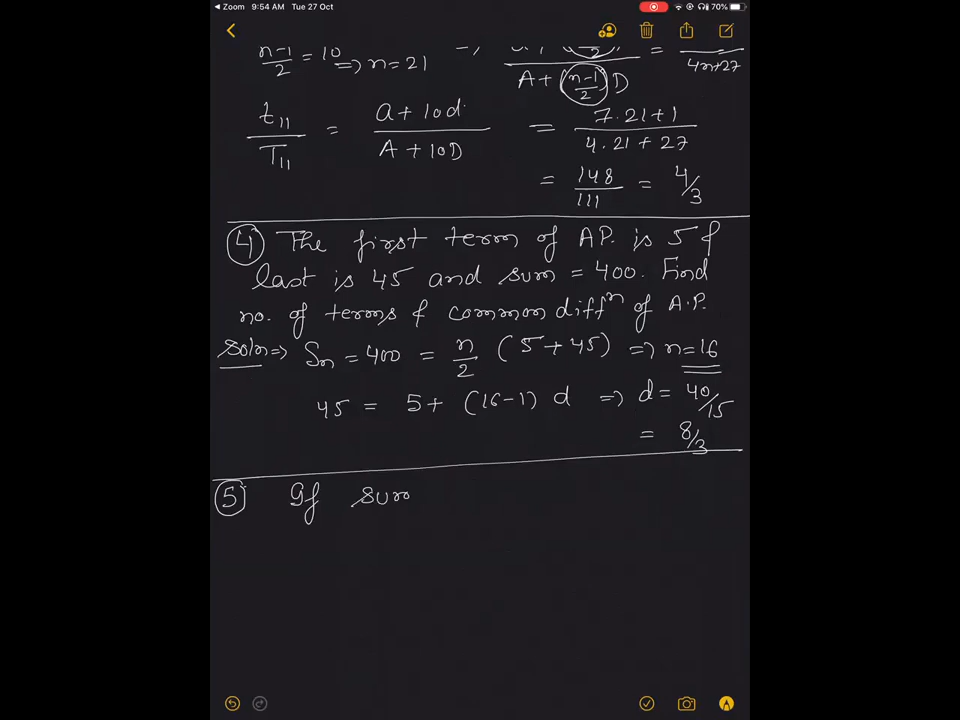 Zoom 9:54 AM Tue 27 Oct 70%
n-1/2 = 10 => n = 21
A + (n-1/2) D 4n+27
t11/T11 = a + 10d / A + 10D = 7.21+1 / 4.21 + 27
= 148/111 = 4/3
4) The first term of AP. is 5 &
last is 45 and sum = 400. Find
no. of terms & common diffn of A.P.
Soln => Sn = 400 = n/2 (5 + 45) => n = 16
45 = 5 + (16-1) d => d = 40/15
= 8/3
5 If sum